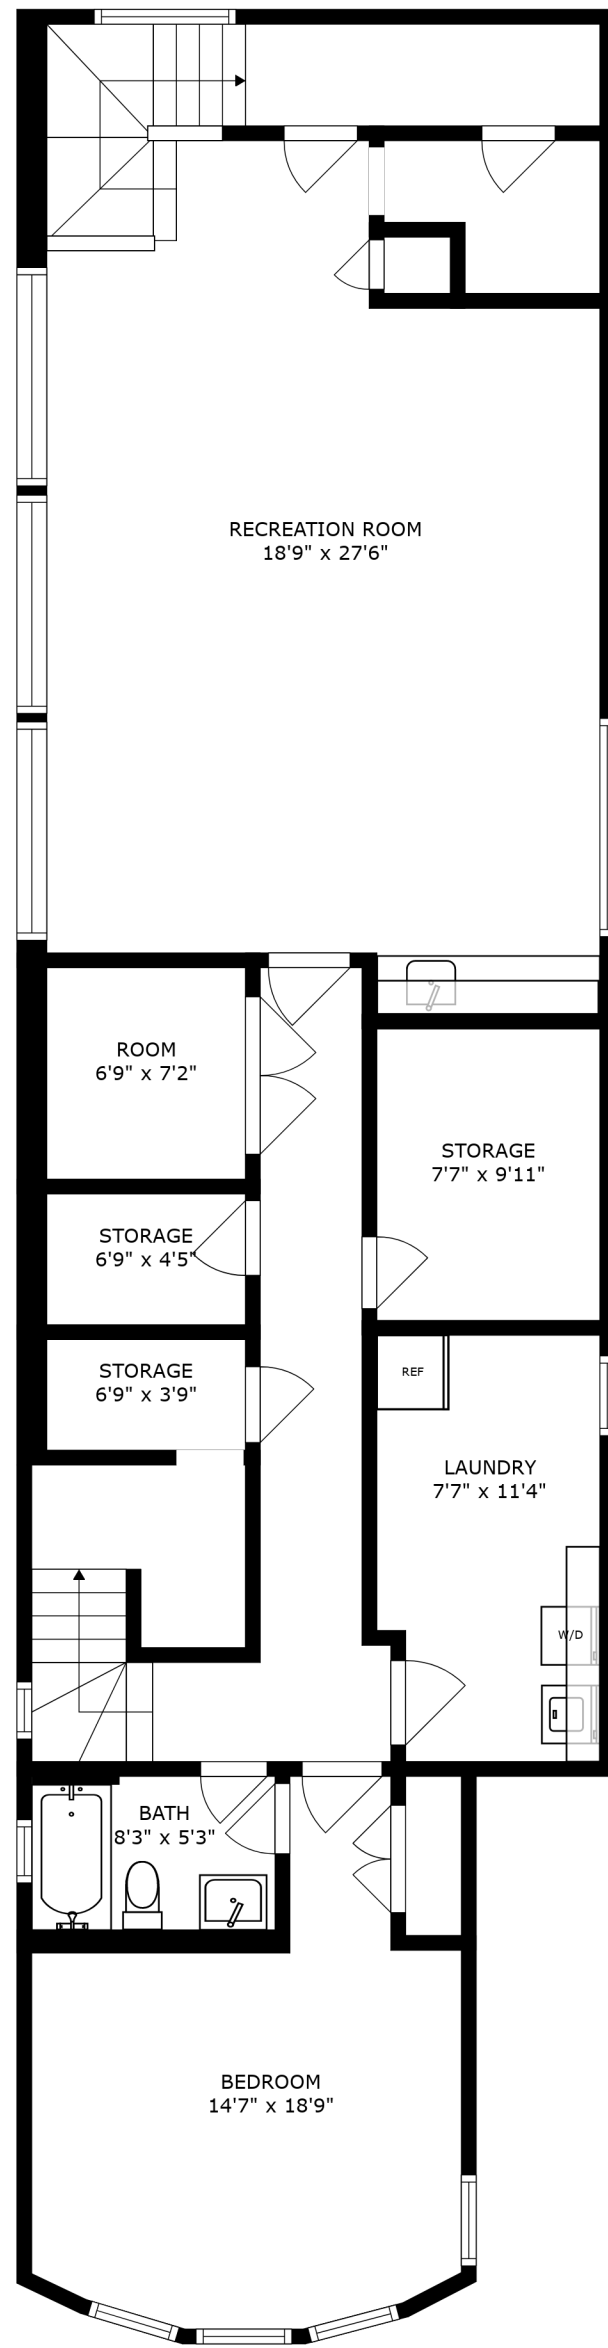 RECREATION ROOM
18'9" x 27'6"
ROOM
6'9" x 7'2"
STORAGE
7'7" x 9'11"
STORAGE
6'9" x 4'5"
STORAGE
6'9" x 3'9"
REF
LAUNDRY
7'7" x 11'4"
W/D
BATH
8'3" x 5'3"
BEDROOM
14'7" x 18'9"